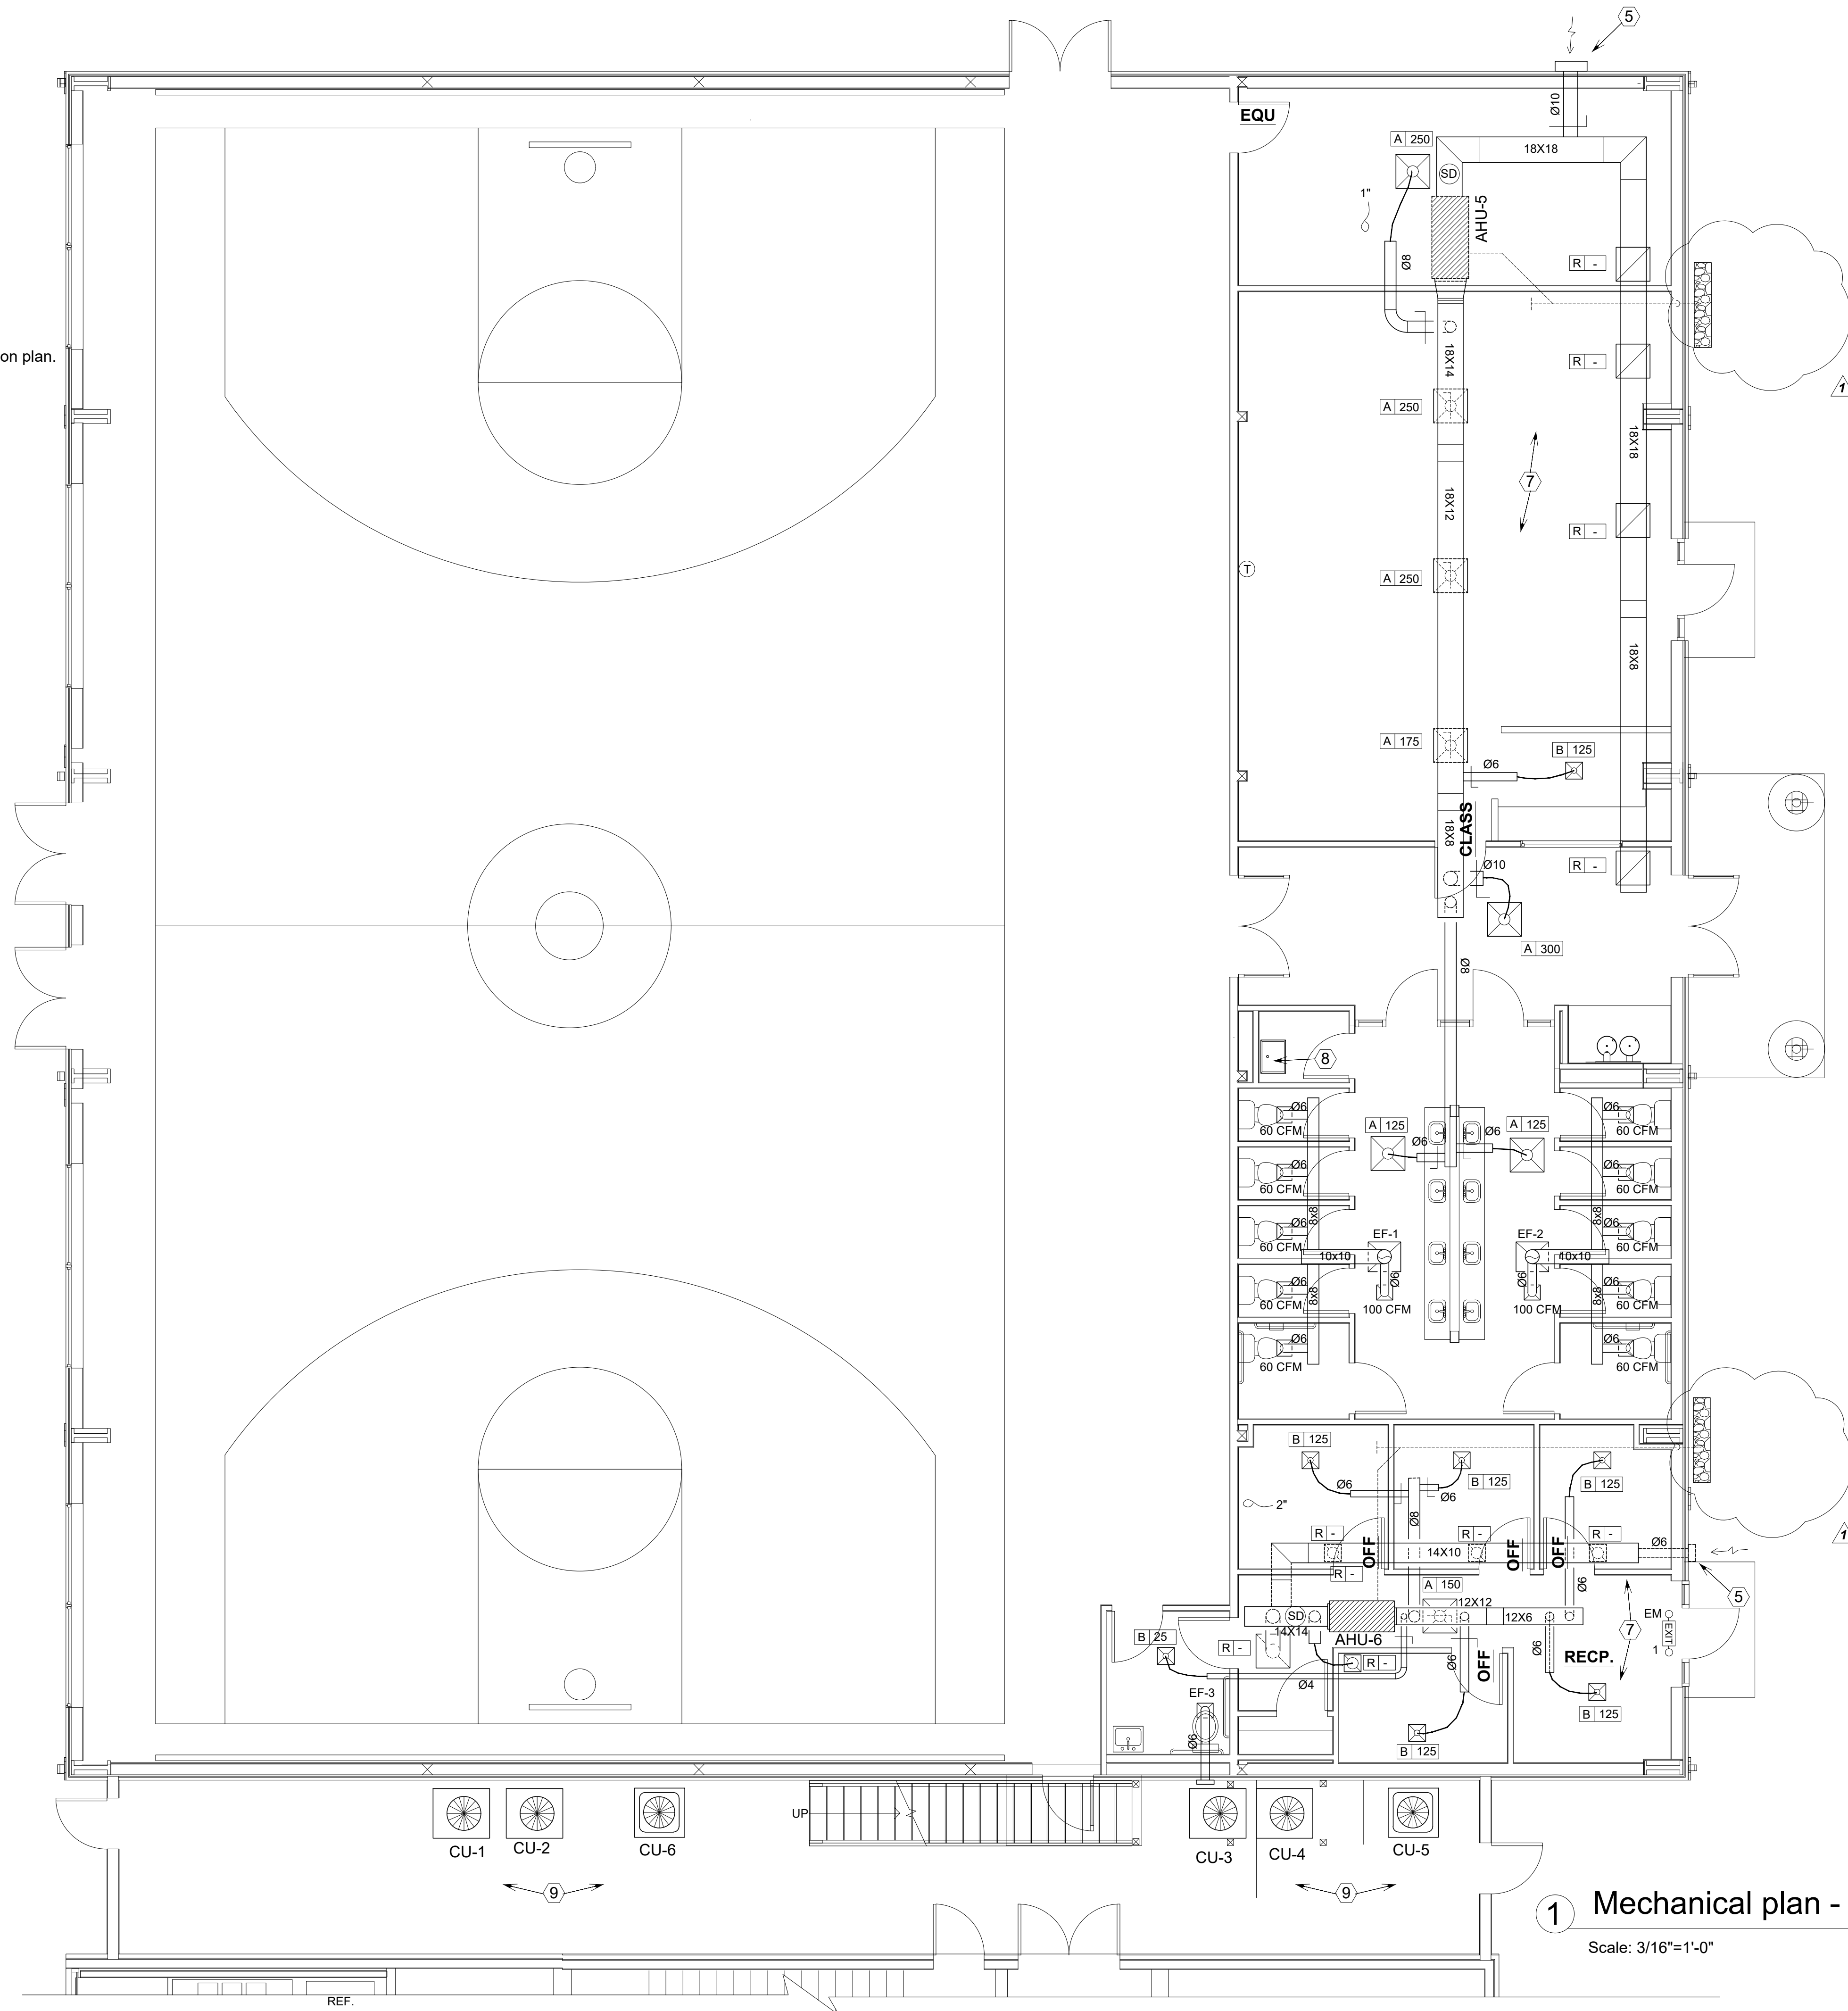 5
Ø10
EQU
A 250
18X18
SD
1"
AHU-5
Ø8
R -
on plan.
18X14
R -
1
A 250
18X18
7
18X12
R -
T
A 250
18X8
A 175
B 125
Ø6
CLASS
18X8
Ø10
R -
A 300
Ø8
8
Ø6
60 CFM
A 125
Ø6
Ø6
A 125
Ø6
60 CFM
Ø6
60 CFM
Ø6
60 CFM
8x8
8x8
Ø6
60 CFM
EF-1
EF-2
Ø6
60 CFM
10x10
10x10
Ø6
60 CFM
8x8
Ø6
100 CFM
Ø6
100 CFM
8x8
Ø6
60 CFM
Ø6
60 CFM
Ø6
60 CFM
B 125
B 125
B 125
Ø6
Ø6
2"
Ø8
R -
R -
R -
Ø6
OFF
14X10
OFF
OFF
R -
A 150
Ø6
5
12X12
SD
12X6
EM
EXIT
1
14X14
7
B 25
AHU-6
R -
R -
Ø6
OFF
Ø6
RECP.
Ø4
EF-3
B 125
Ø6
B 125
1
UP
CU-1
CU-2
CU-6
CU-3
CU-4
CU-5
9
9
1
Mechanical plan -
Scale: 3/16"=1'-0"
REF.